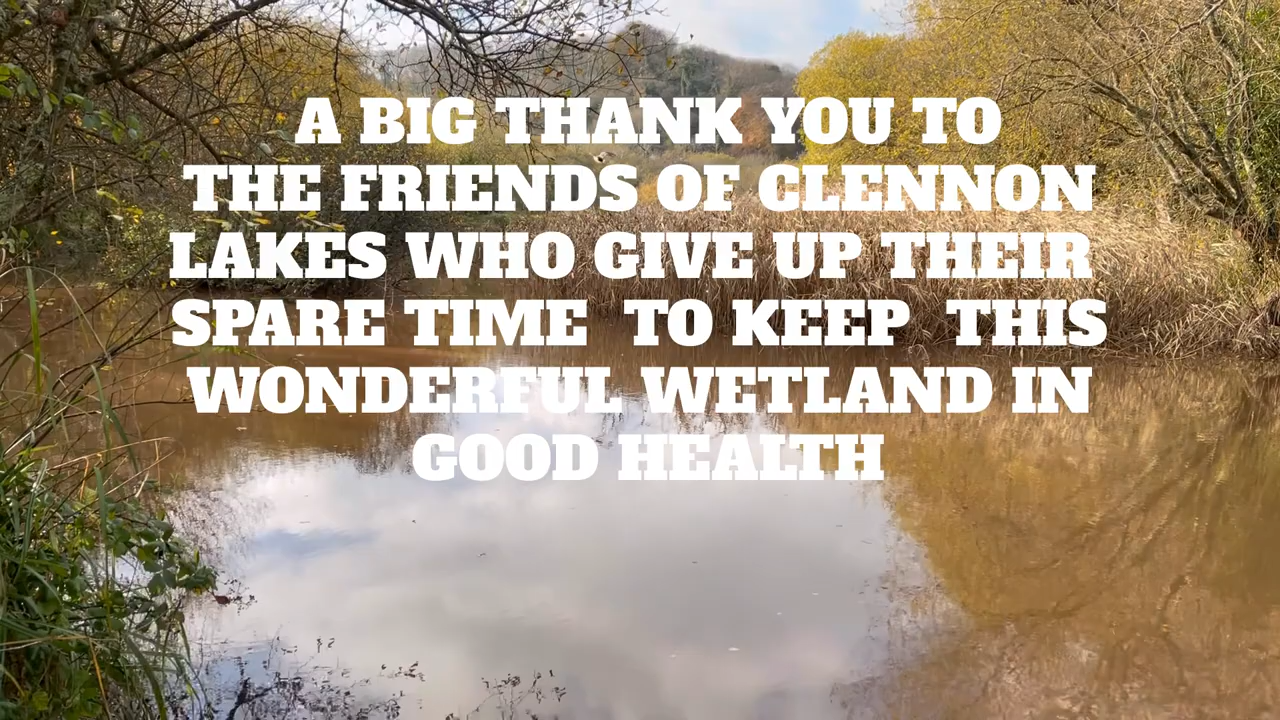 A BIG THANK YOU TO
THE FRIENDS OF CLENNON
LAKES WHO GIVE UP THEIR
SPARE TIME  TO KEEP  THIS
WONDERFUL WETLAND IN
GOOD HEALTH